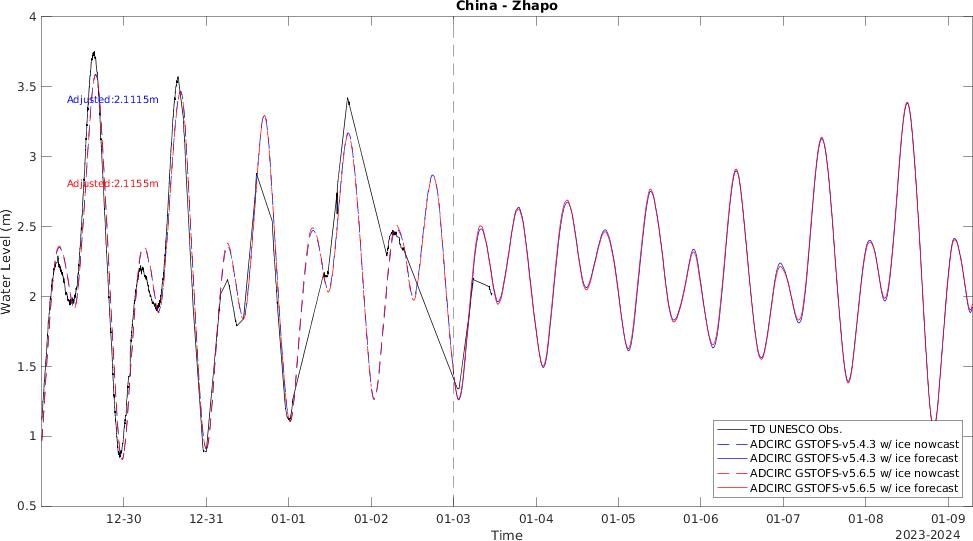 China - Zhapo
4
3.5
3
2.5
2
1.5
1
0.5
Water Level (m)
Adjusted:2.1115m
Adjusted:2.1155m
TD UNESCO Obs.
ADCIRC GSTOFS-v5.4.3 w/ ice nowcast
ADCIRC GSTOFS-v5.4.3 w/ ice forecast
ADCIRC GSTOFS-v5.6.5 w/ ice nowcast
ADCIRC GSTOFS-v5.6.5 w/ ice forecast
12-30 12-31 01-01 01-02 01-03 01-04 01-05 01-06 01-07 01-08 01-09
Time
2023-2024